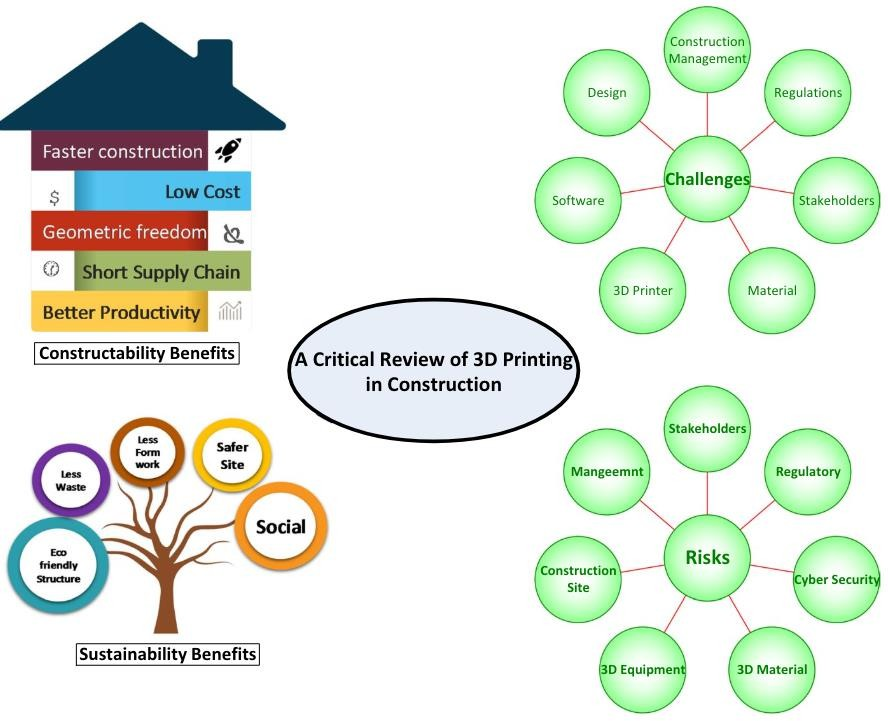 Faster construction
$
Low Cost
Geometric freedom
Short Supply Chain
Better Productivity
Constructability Benefits
Less
Waste
Less
Form
work
Safer
Site
Eco
friendly
Structure
Social
Sustainability Benefits
A Critical Review of 3D Printing
in Construction
Construction
Management
Design
Regulations
Challenges
Software
Stakeholders
3D Printer
Material
Stakeholders
Mangeemnt
Regulatory
Risks
Construction
Site
Cyber Security
3D Equipment
3D Material